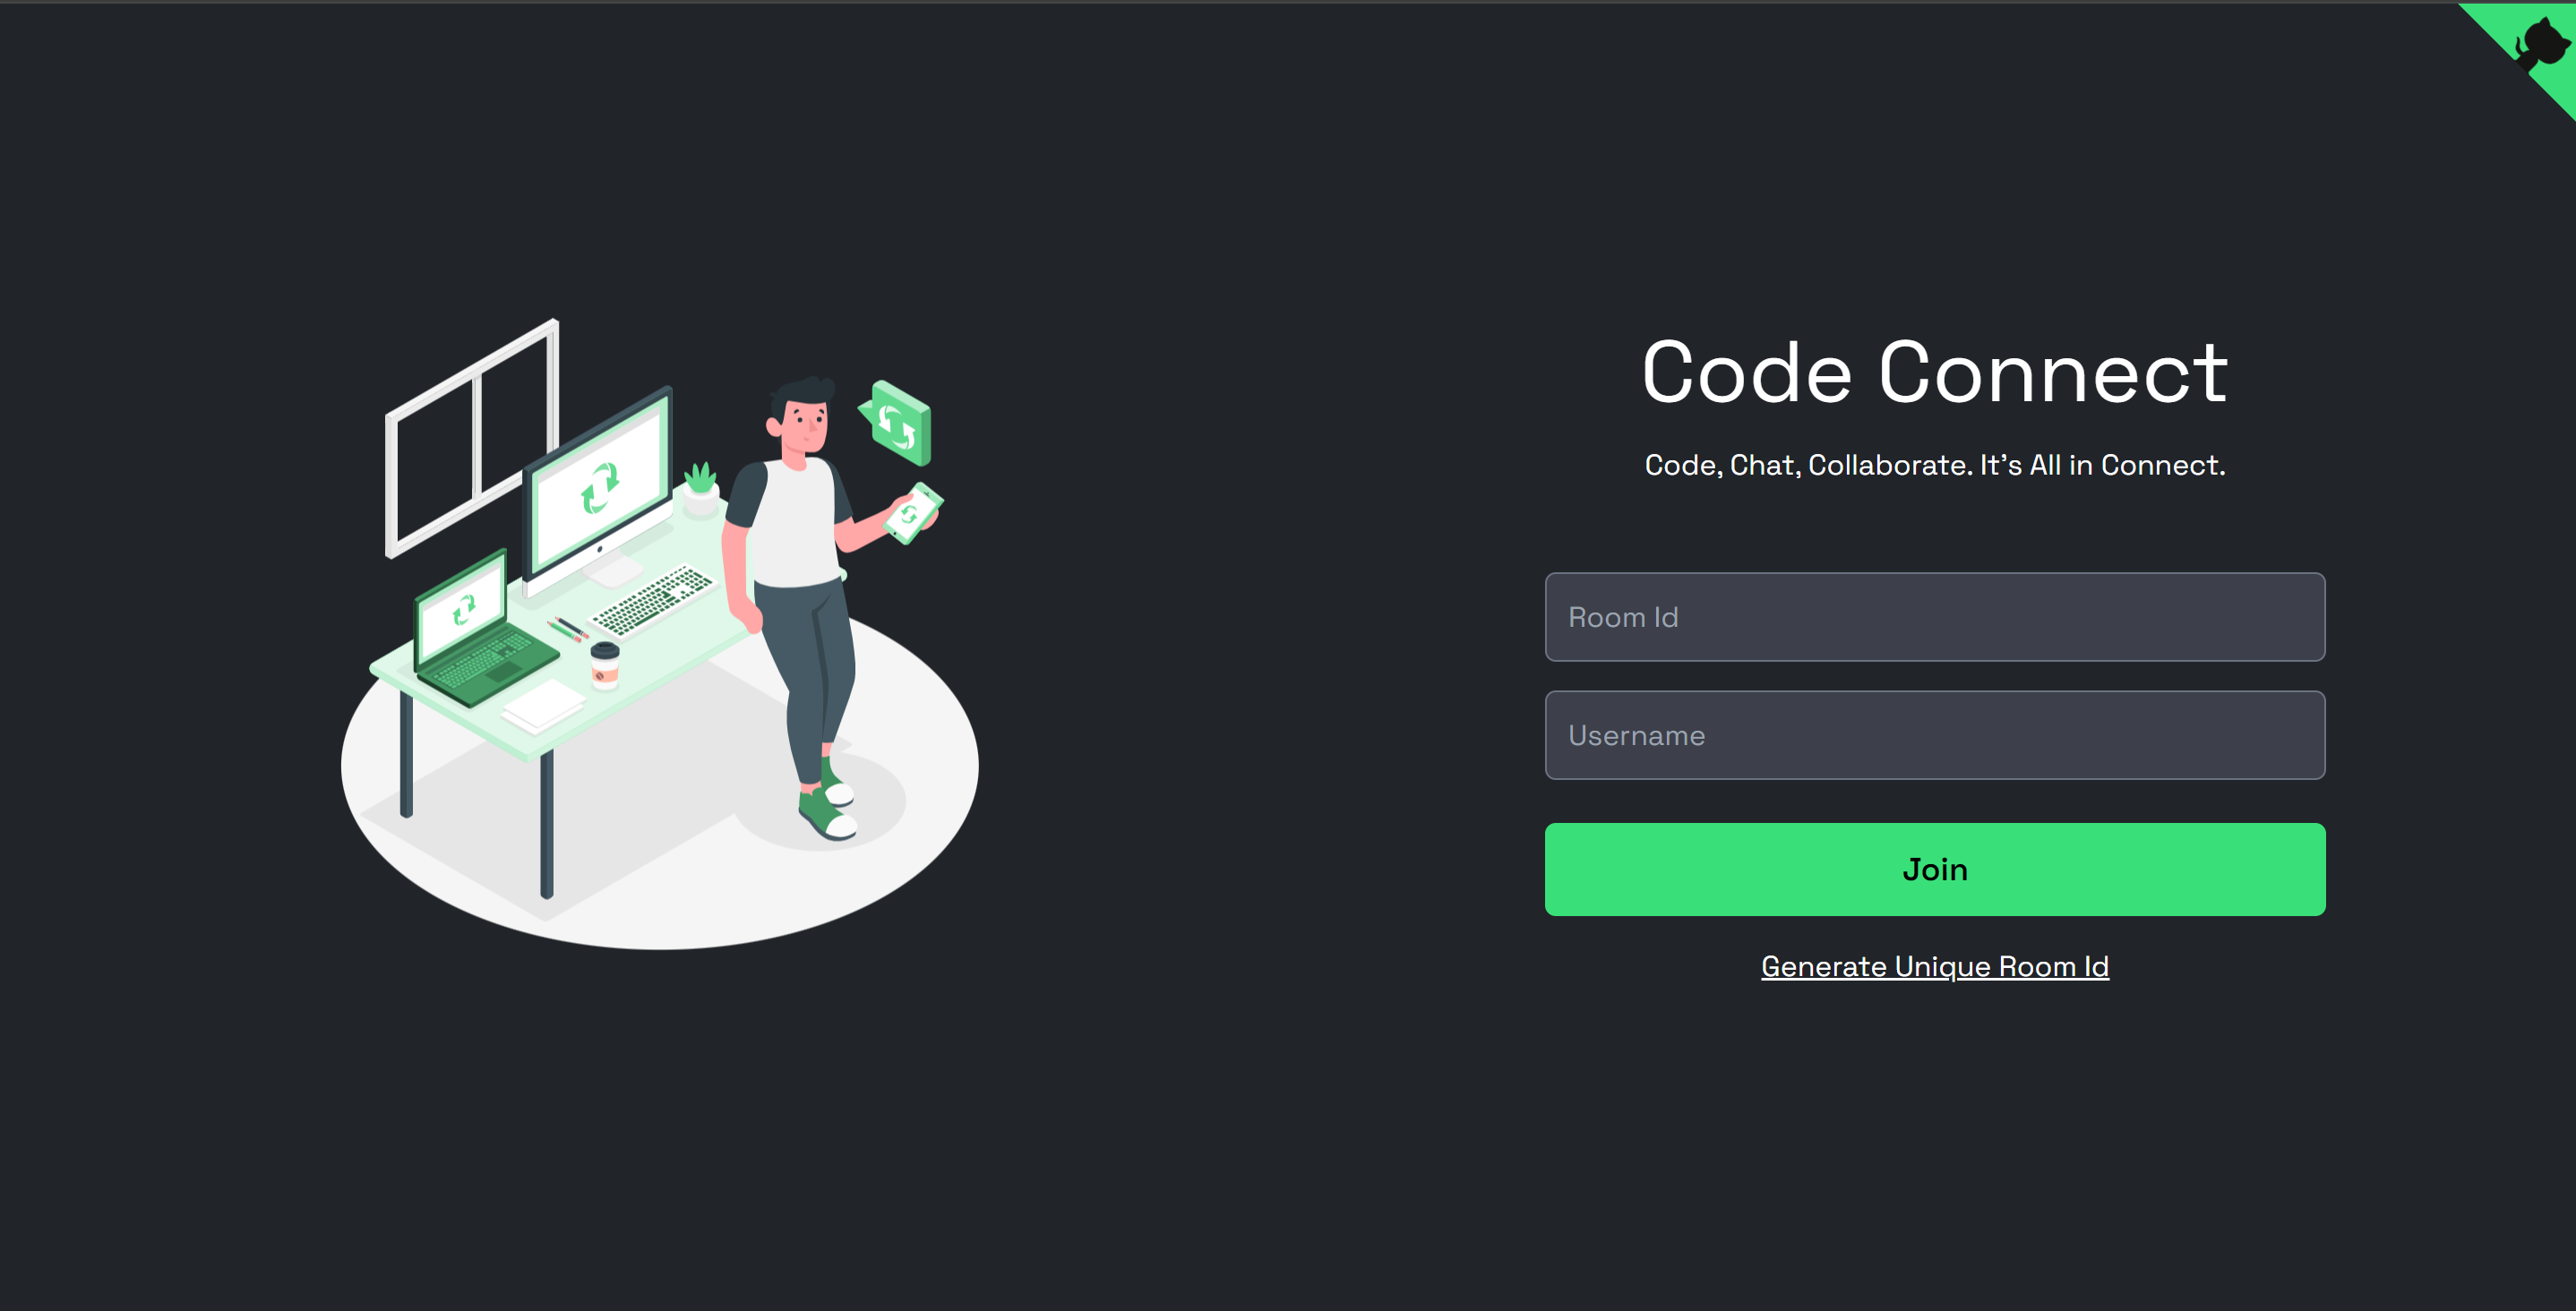 Code Connect
Code, Chat, Collaborate. It's All in Connect.
Room Id
Username
Join
Generate Unique Room Id